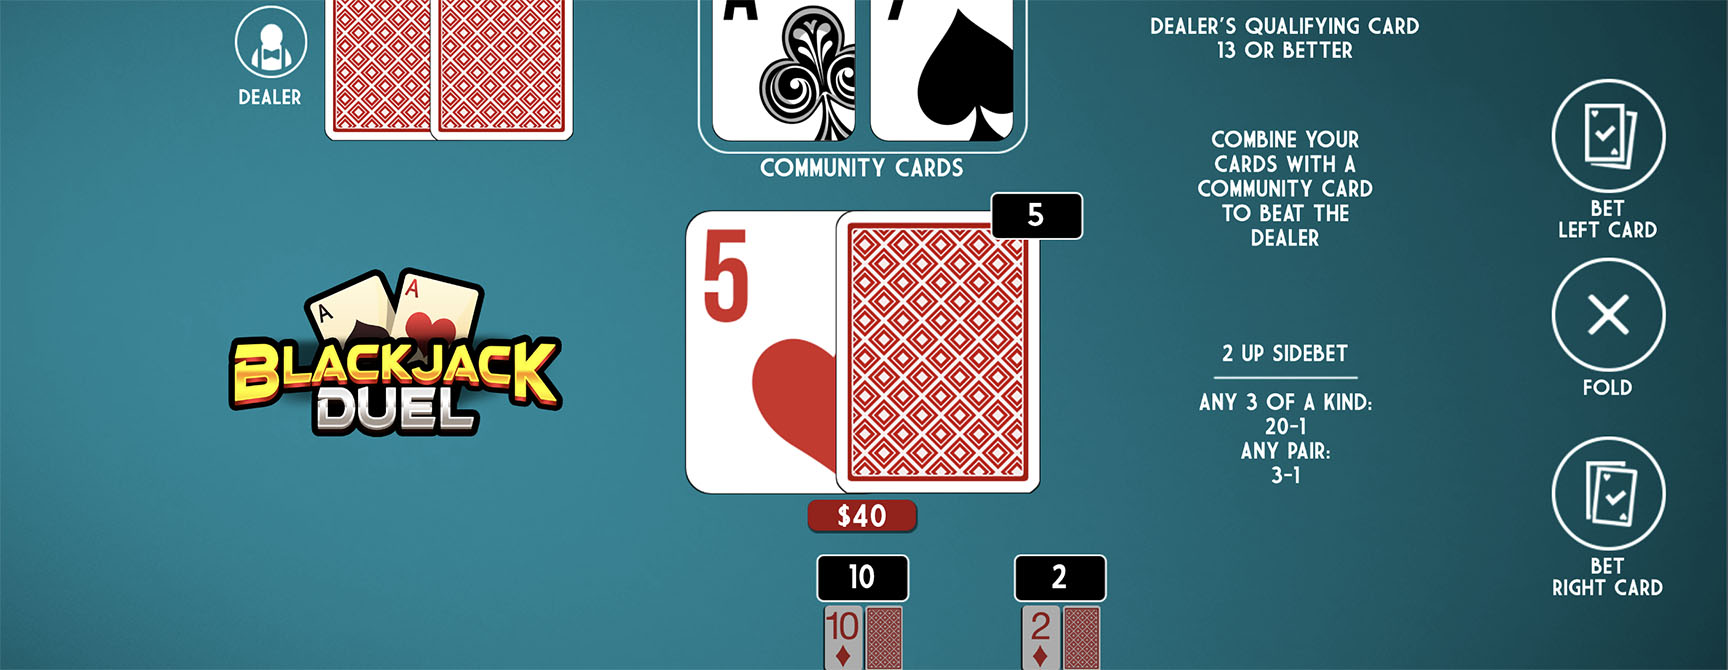 DEALER
A
COMMUNITY CARDS
DEALER'S QUALIFYING CARD
13 OR BETTER
COMBINE YOUR
CARDS WITH A
COMMUNITY CARD
TO BEAT THE
DEALER
BET
LEFT CARD
5
5
FOLD
A
A
BLACKJACK
DUEL
2 UP SIDEBET
ANY 3 OF A KIND:
20-1
ANY PAIR:
3-1
$40
BET
RIGHT CARD
10
2
10
2